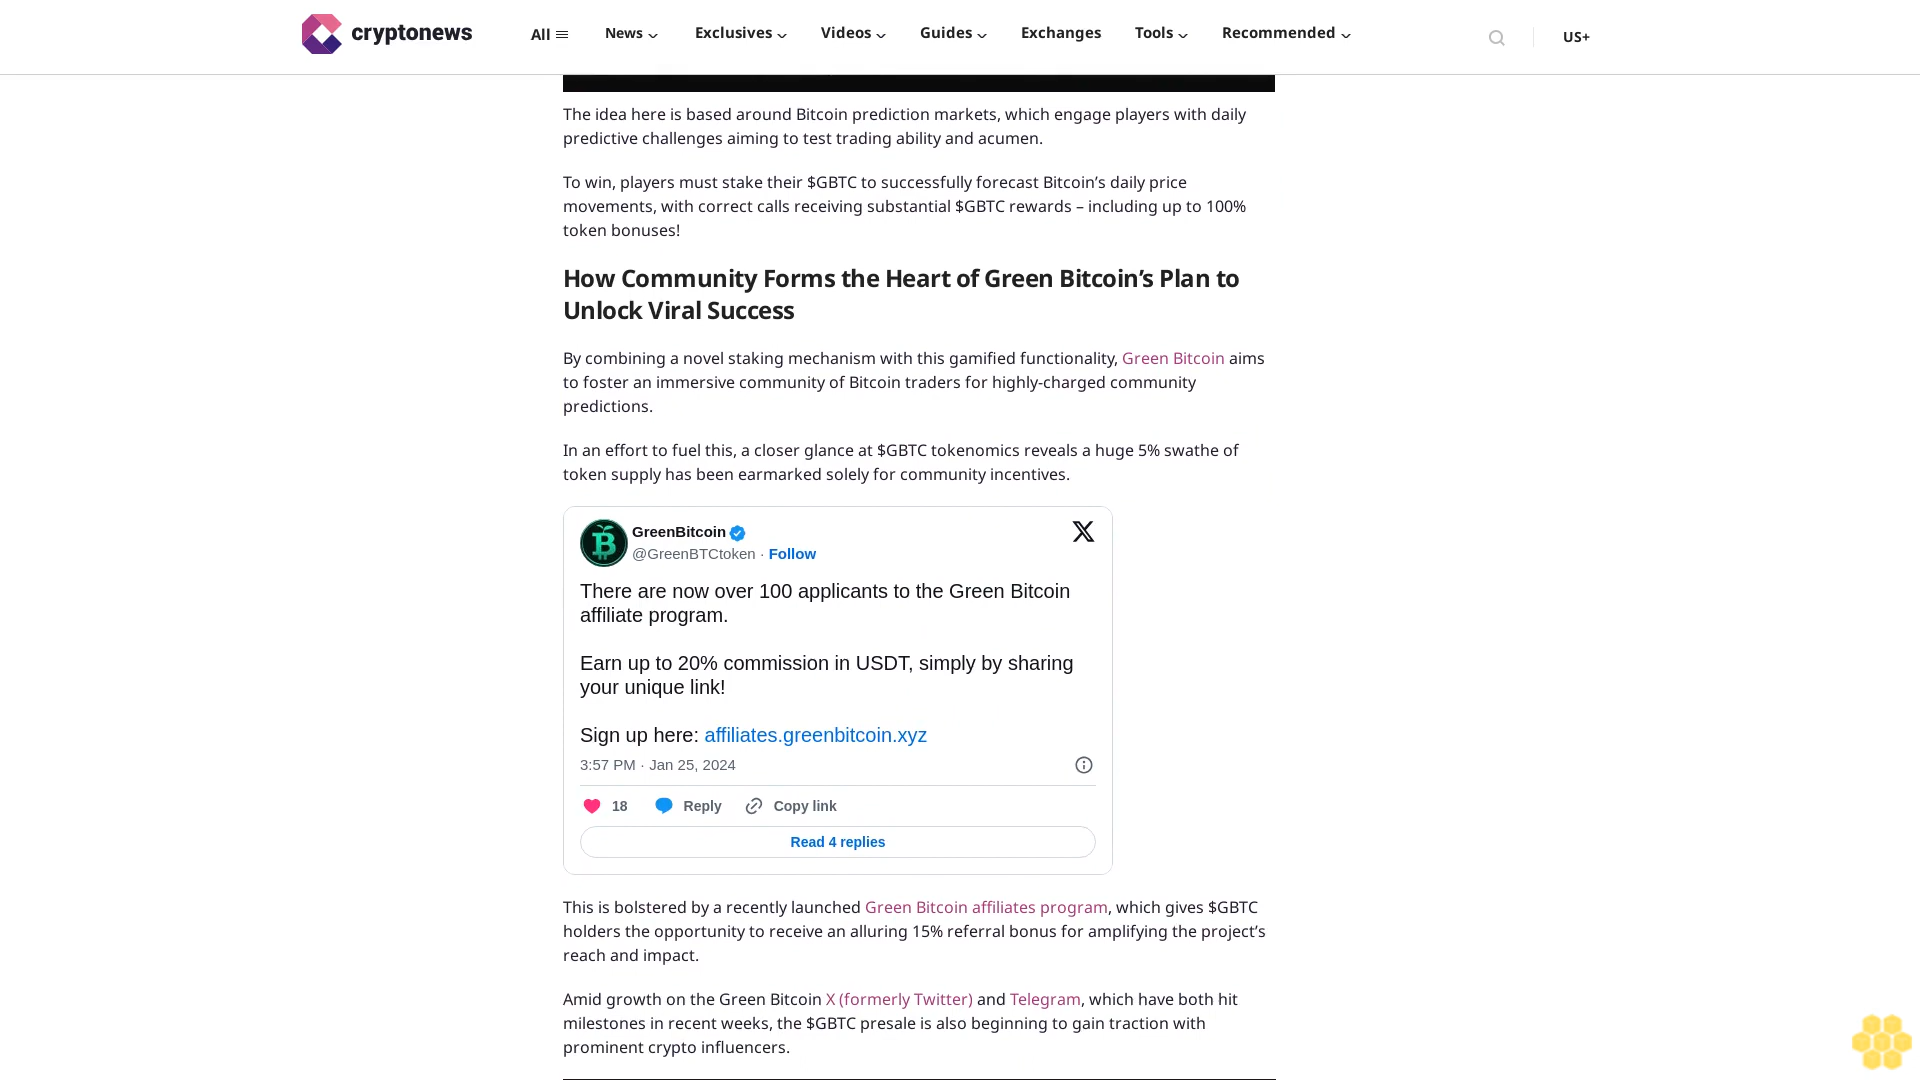 cryptonews
All
News
Exclusives
Videos
Guides
Exchanges
Tools
Recommended
US+
The idea here is based around Bitcoin prediction markets, which engage players with daily
predictive challenges aiming to test trading ability and acumen.
To win, players must stake their $GBTC to successfully forecast Bitcoin’s daily price
movements, with correct calls receiving substantial $GBTC rewards – including up to 100%
token bonuses!
How Community Forms the Heart of Green Bitcoin’s Plan to
Unlock Viral Success
By combining a novel staking mechanism with this gamified functionality, Green Bitcoin aims
to foster an immersive community of Bitcoin traders for highly-charged community
predictions.
In an effort to fuel this, a closer glance at $GBTC tokenomics reveals a huge 5% swathe of
token supply has been earmarked solely for community incentives.
GreenBitcoin
@GreenBTCtoken · Follow
There are now over 100 applicants to the Green Bitcoin
affiliate program.
Earn up to 20% commission in USDT, simply by sharing
your unique link!
Sign up here: affiliates.greenbitcoin.xyz
3:57 PM · Jan 25, 2024
18 Reply Copy link
Read 4 replies
This is bolstered by a recently launched Green Bitcoin affiliates program, which gives $GBTC
holders the opportunity to receive an alluring 15% referral bonus for amplifying the project’s
reach and impact.
Amid growth on the Green Bitcoin X (formerly Twitter) and Telegram, which have both hit
milestones in recent weeks, the $GBTC presale is also beginning to gain traction with
prominent crypto influencers.